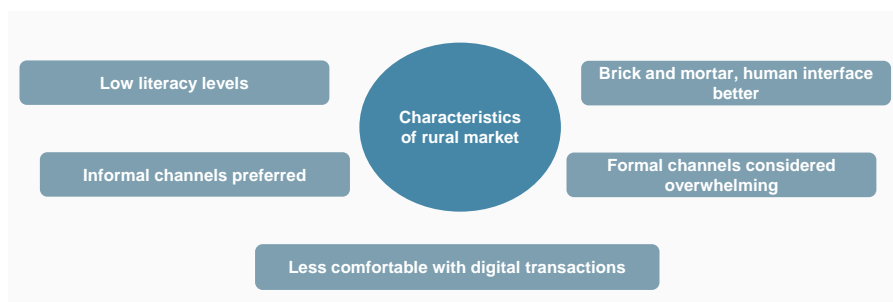 Low literacy levels
Brick and mortar, human interface
better
Characteristics
of rural market
Informal channels preferred
Formal channels considered
overwhelming
Less comfortable with digital transactions